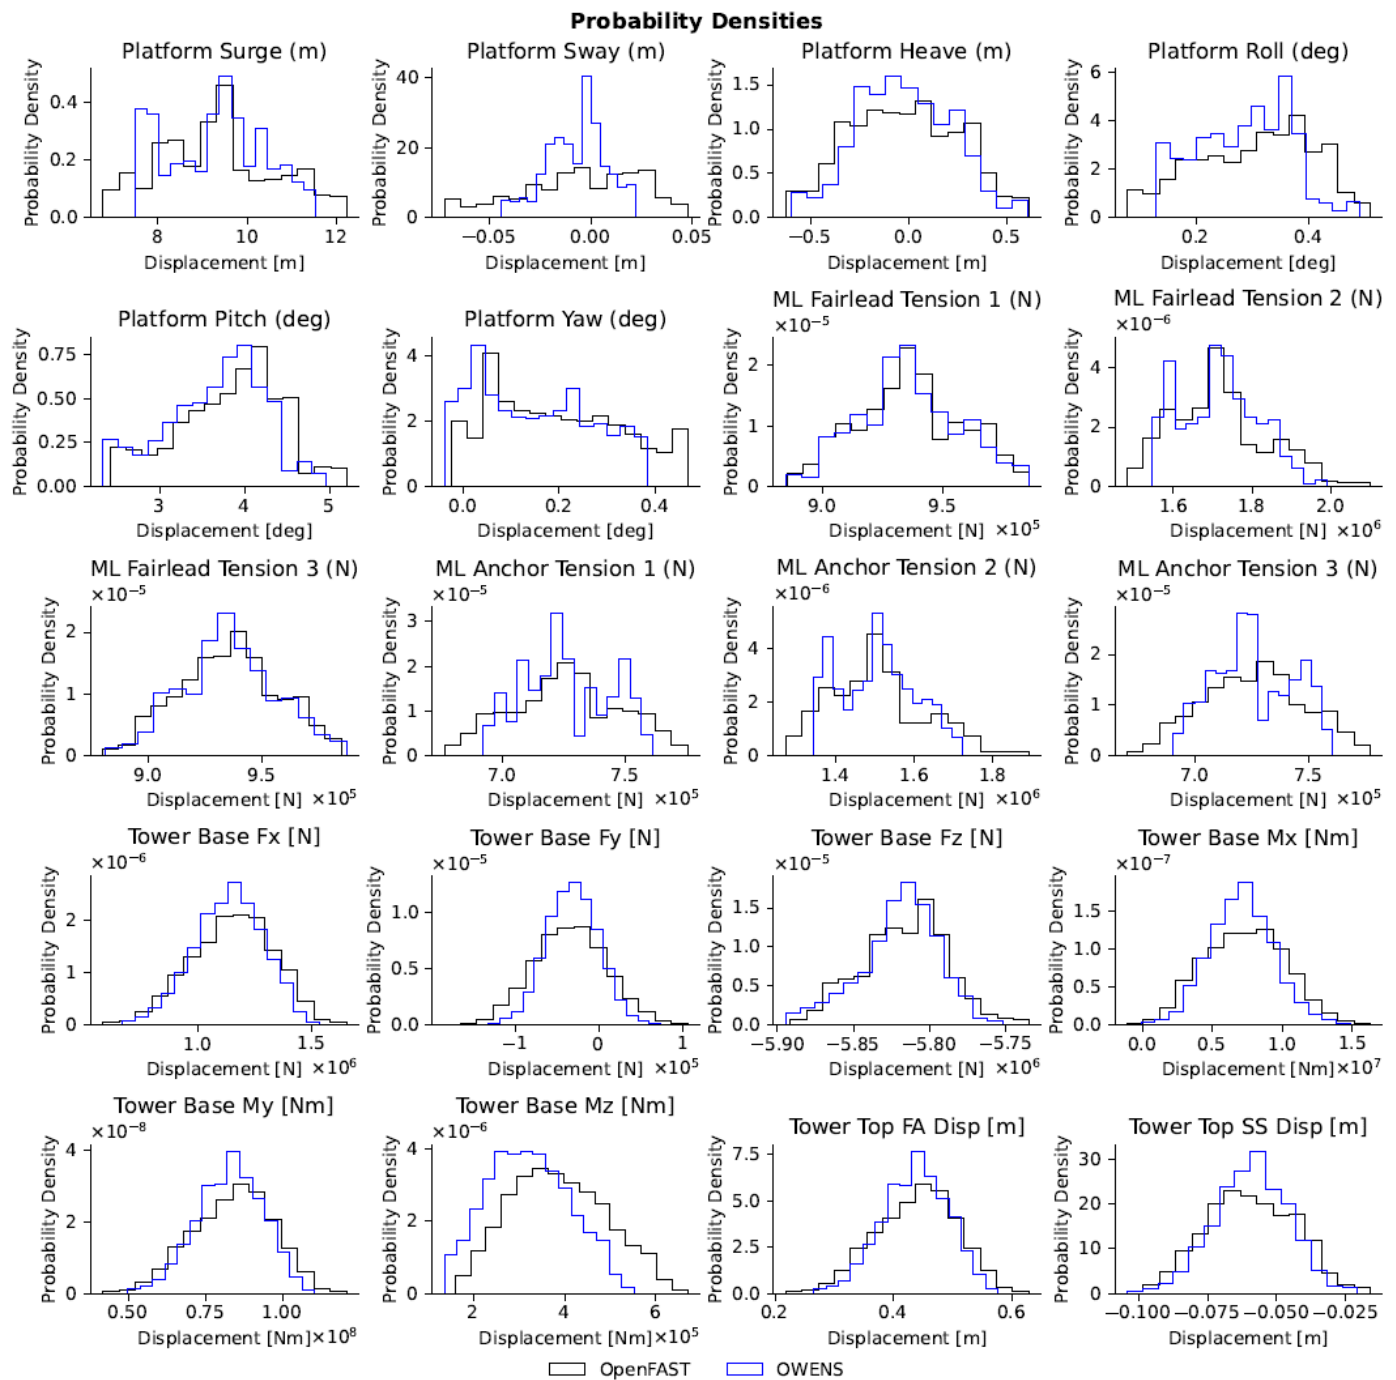 Probability Densities
Platform Surge (m)
Probability Density
0.4
0.2
0.0
8
10
12
Displacement [m]
Platform Sway (m)
Probability Density
40
20
0
−0.05
0.00
0.05
Displacement [m]
Platform Heave (m)
Probability Density
1.5
1.0
0.5
0.0
−0.5
0.0
0.5
Displacement [m]
Platform Roll (deg)
Probability Density
6
4
2
0
0.2
0.4
Displacement [deg]
Platform Pitch (deg)
Probability Density
0.75
0.50
0.25
0.00
3
4
5
Displacement [deg]
Platform Yaw (deg)
Probability Density
4
2
0
0.0
0.2
0.4
Displacement [deg]
ML Fairlead Tension 1 (N)
×10⁻⁵
Probability Density
2
1
0
9.0
9.5
Displacement [N] ×10⁵
ML Fairlead Tension 2 (N)
×10⁻⁶
Probability Density
4
2
0
1.6
1.8
2.0
Displacement [N] ×10⁶
ML Fairlead Tension 3 (N)
×10⁻⁵
Probability Density
2
1
0
9.0
9.5
Displacement [N] ×10⁵
ML Anchor Tension 1 (N)
×10⁻⁵
Probability Density
3
2
1
0
7.0
7.5
Displacement [N] ×10⁵
ML Anchor Tension 2 (N)
×10⁻⁶
Probability Density
4
2
0
1.4
1.6
1.8
Displacement [N] ×10⁶
ML Anchor Tension 3 (N)
×10⁻⁵
Probability Density
2
1
0
7.0
7.5
Displacement [N] ×10⁵
Tower Base Fx [N]
×10⁻⁶
Probability Density
2
1
0
1.0
1.5
Displacement [N] ×10⁶
Tower Base Fy [N]
×10⁻⁵
Probability Density
1.0
0.5
0.0
−1
0
1
Displacement [N] ×10⁵
Tower Base Fz [N]
×10⁻⁵
Probability Density
1.5
1.0
0.5
0.0
−5.90
−5.85
−5.80
−5.75
Displacement [N] ×10⁶
Tower Base Mx [Nm]
×10⁻⁷
Probability Density
1.5
1.0
0.5
0.0
0.0
0.5
1.0
1.5
Displacement [Nm]×10⁷
Tower Base My [Nm]
×10⁻⁸
Probability Density
4
2
0
0.50
0.75
1.00
Displacement [Nm]×10⁸
Tower Base Mz [Nm]
×10⁻⁶
Probability Density
4
2
0
2
4
6
Displacement [Nm]×10⁵
Tower Top FA Disp [m]
Probability Density
7.5
5.0
2.5
0.0
0.2
0.4
0.6
Displacement [m]
Tower Top SS Disp [m]
Probability Density
30
20
10
0
−0.100
−0.075
−0.050
−0.025
Displacement [m]
OpenFAST
OWENS